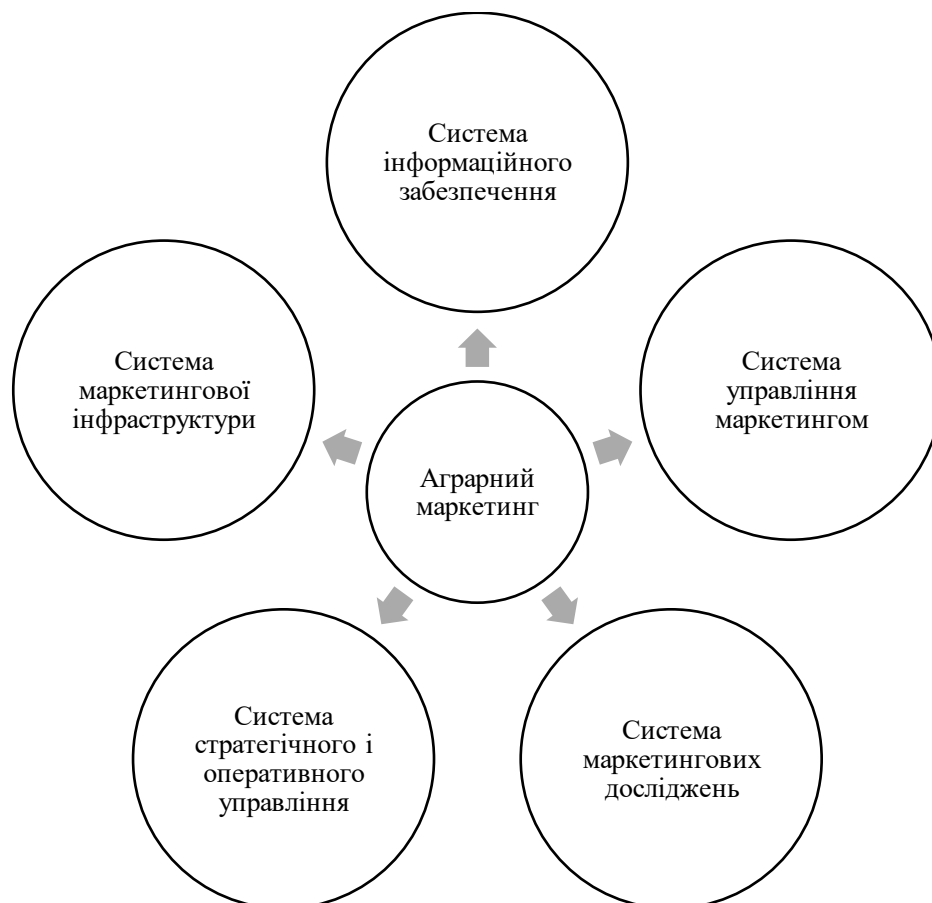 Система
інформаційного
забезпечення
Система
маркетингової
інфраструктури
Система
управління
маркетингом
Аграрний
маркетинг
Система
стратегічного і
оперативного
управління
Система
маркетингових
досліджень